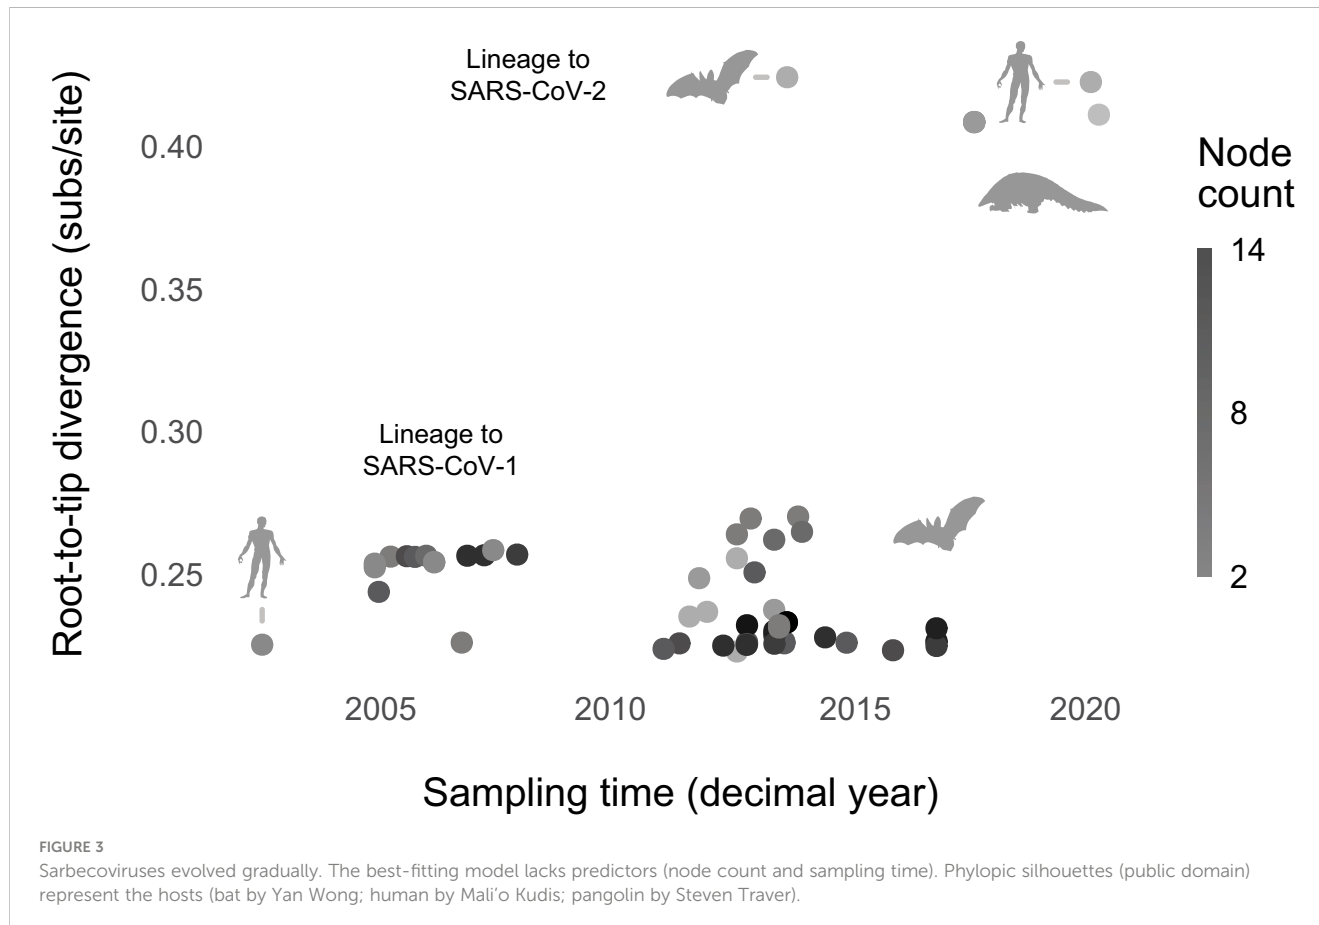 Lineage to
SARS-CoV-2
Root-to-tip divergence (subs/site)
0.40
0.35
0.30
0.25
Lineage to
SARS-CoV-1
Node
count
14
8
2
2005
2010
2015
2020
Sampling time (decimal year)
FIGURE 3
Sarbecoviruses evolved gradually. The best-fitting model lacks predictors (node count and sampling time). Phylopic silhouettes (public domain)
represent the hosts (bat by Yan Wong; human by Mali’o Kudis; pangolin by Steven Traver).